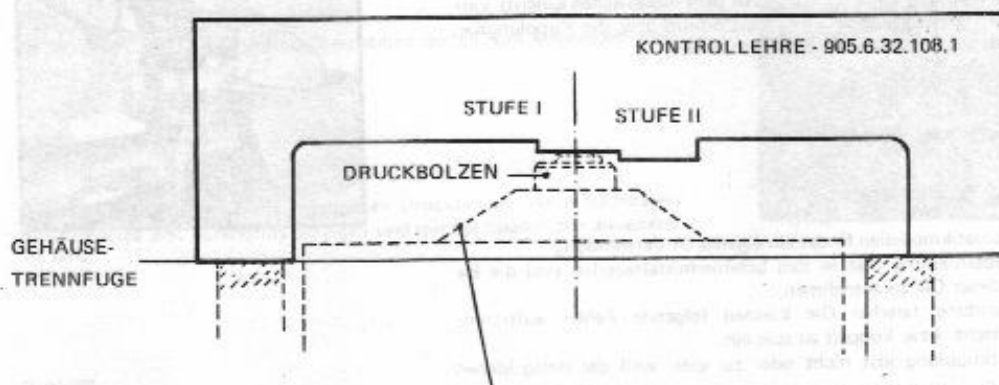 KONTROLLEHRE - 905.6.32.108.1
STUFE I
STUFE II
DRUCKBOLZEN
GEHÄUSE-
TRENNFUGE